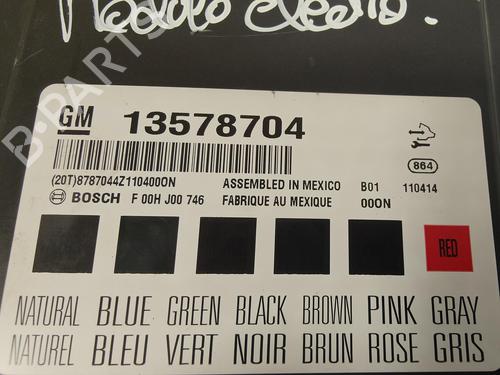 GM 13578704
864
(20T)8787044Z110400ON ASSEMBLED IN MEXICO B01 110414
BOSCH F 00H J00 746 FABRIQUE AU MEXIQUE 00ON
RED
NATURAL BLUE GREEN BLACK BROWN PINK GRAY
NATUREL BLEU VERT NOIR BRUN ROSE GRIS
B-PARTS